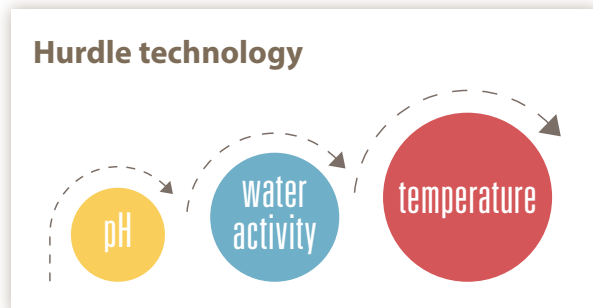 Hurdle technology
pH
water
activity
temperature